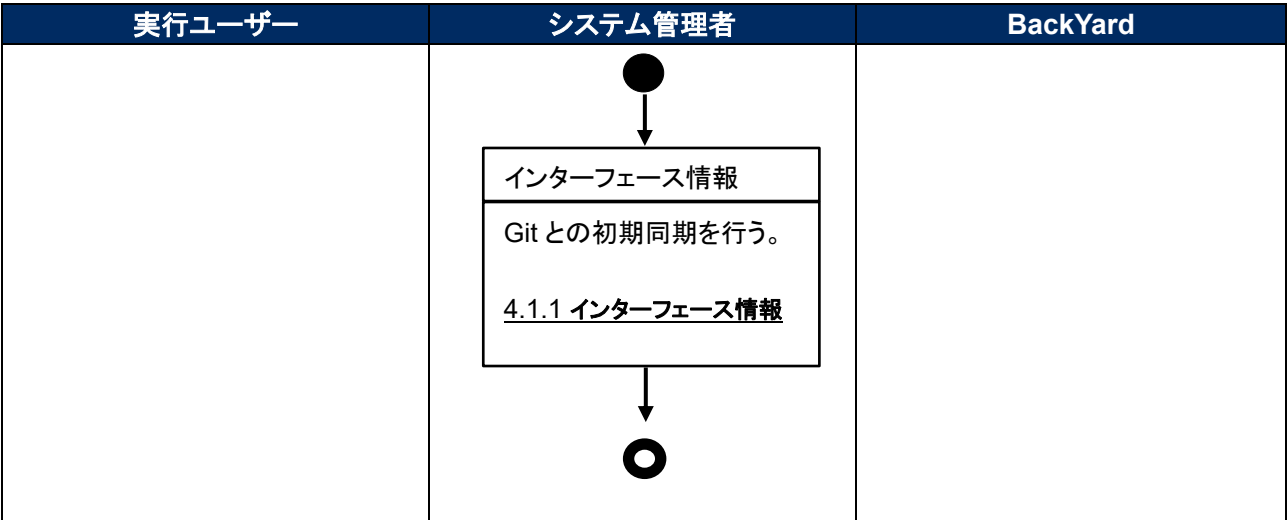 実行ユーザー
システム管理者
BackYard
インターフェース情報
Git との初期同期を行う。
4.1.1 インターフェース情報